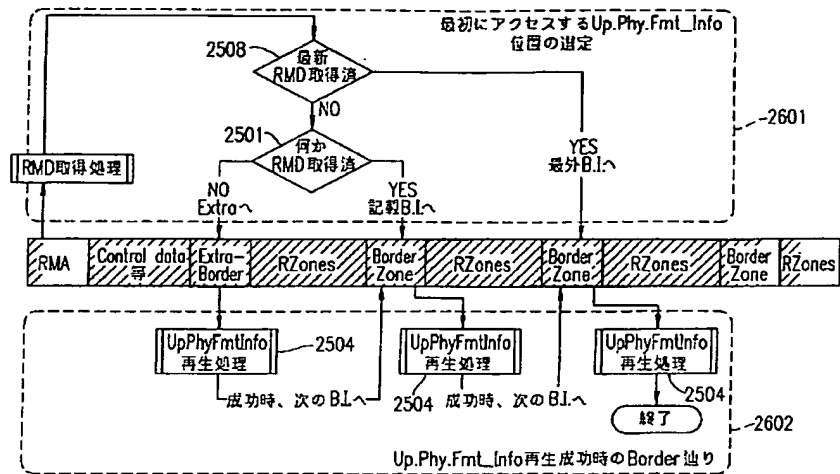 最初にアクセスするUp.Phy.Fmt_Info
位置の選定
2508
最新
RMD取得済
NO
2501
何か
RMD取得済
2601
RMD取得処理
NO
Extraへ
YES
記載B.I.へ
YES
最外B.I.へ
RMA
Control data
等
Extra-
Border
RZones
Border
Zone
RZones
Border
Zone
RZones
Border
Zone
RZones
UpPhyFmtInfo
再生処理
2504
UpPhyFmtInfo
再生処理
2504
UpPhyFmtInfo
再生処理
2504
成功時、次のB.I.へ
成功時、次のB.I.へ
終了
2602
Up.Phy.Fmt_Info再生成功時のBorder辿り